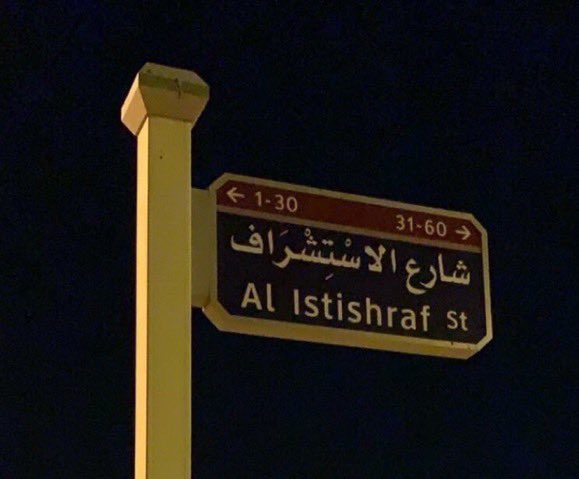 ← 1-30 31-60 →
شارع الاسْتِشْرَاف
Al Istishraf St